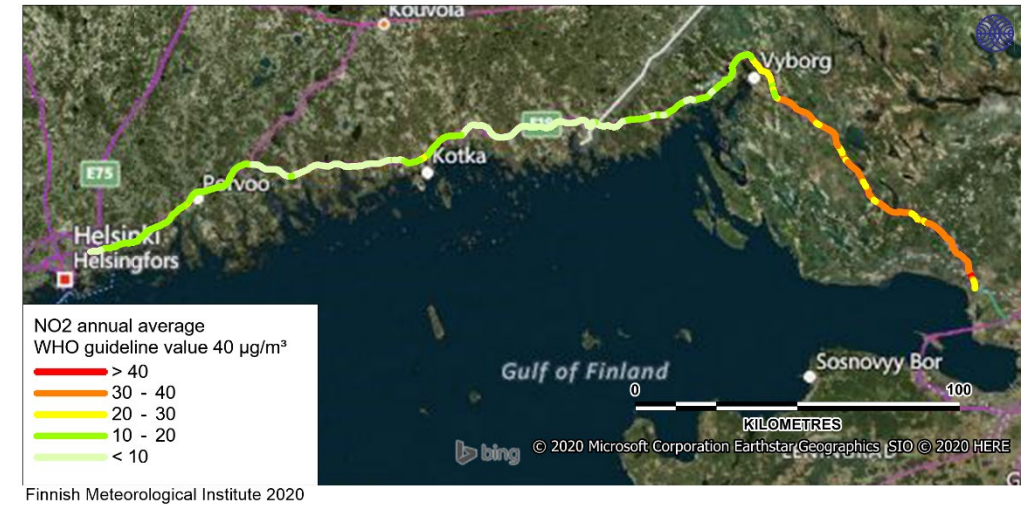 Kouvola
Vyborg
E18
Kotka
E75
Porvoo
Helsinki
Helsingfors
NO2 annual average
WHO guideline value 40 µg/m³
> 40
30 - 40
20 - 30
10 - 20
< 10
Gulf of Finland
Sosnovyy Bor
0 100
KILOMETRES
bing
© 2020 Microsoft Corporation Earthstar Geographics SIO © 2020 HERE
Finnish Meteorological Institute 2020